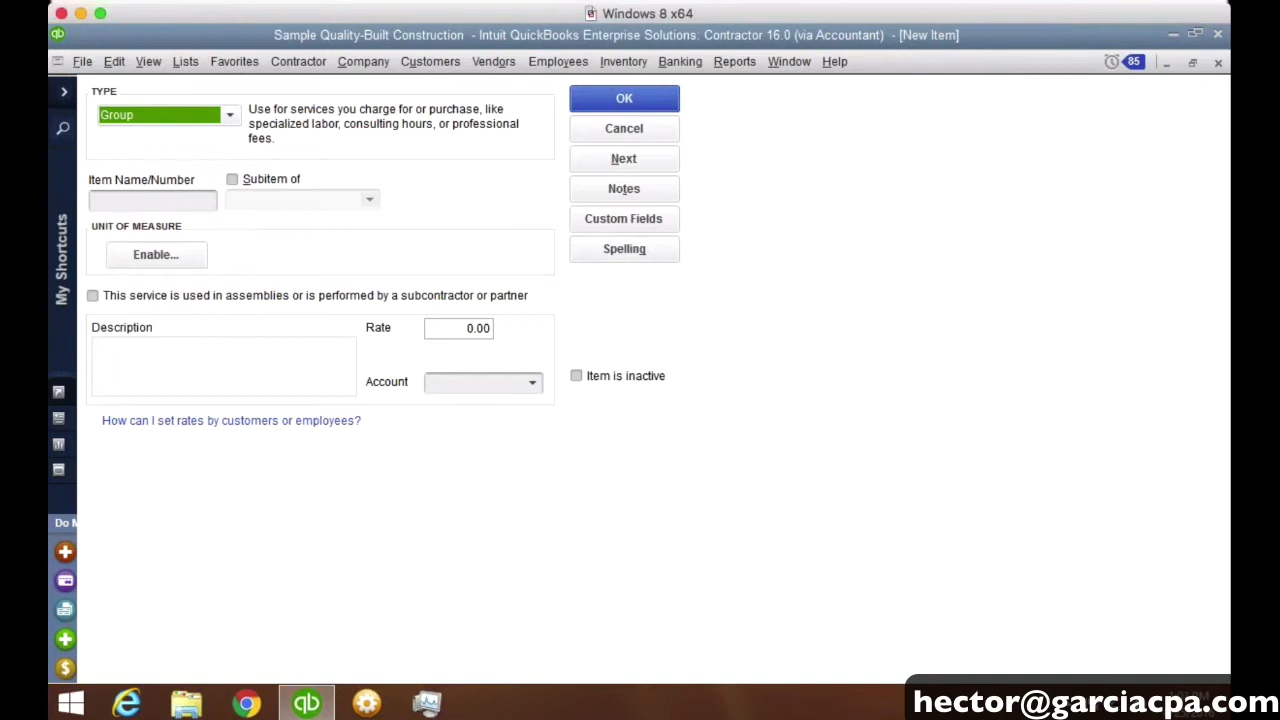 Windows 8 x64
Sample Quality-Built Construction - Intuit QuickBooks Enterprise Solutions: Contractor 16.0 (via Accountant) - [New Item]
File Edit View Lists Favorites Contractor Company Customers Vendors Employees Inventory Banking Reports Window Help 85
TYPE
Group
Use for services you charge for or purchase, like
specialized labor, consulting hours, or professional
fees.
OK
Cancel
Next
Notes
Custom Fields
Spelling
Item Name/Number
Subitem of
UNIT OF MEASURE
Enable...
My Shortcuts
This service is used in assemblies or is performed by a subcontractor or partner
Description
Rate
0.00
Account
Item is inactive
How can I set rates by customers or employees?
Do M
qb
hector@garciacpa.com